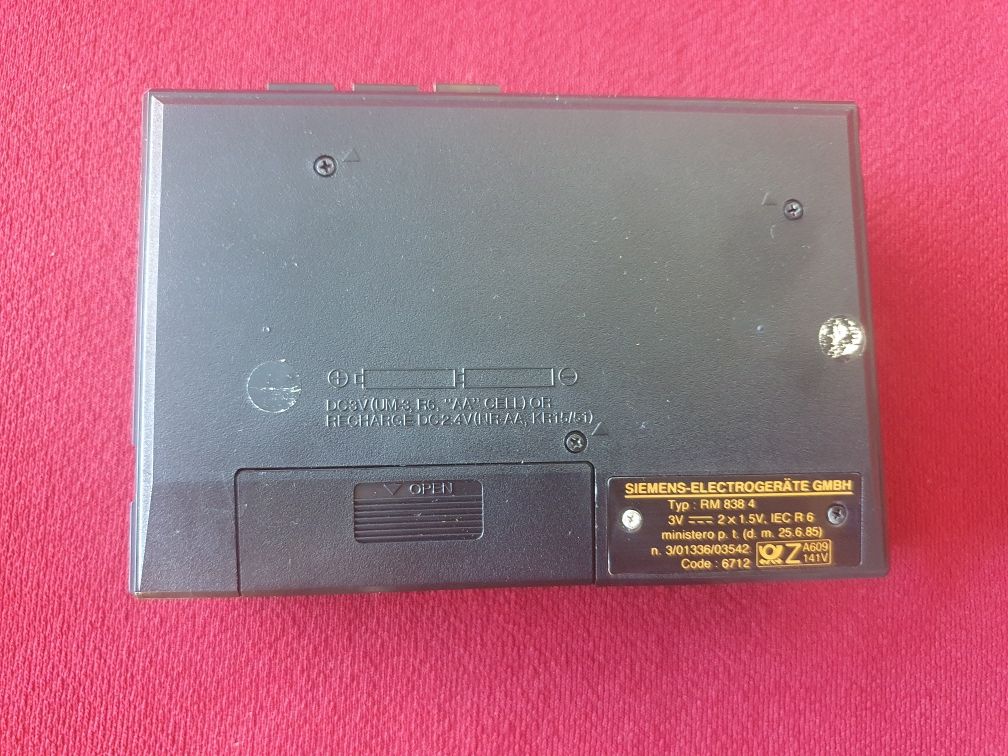 DC3V(UM-3, R6, "AA" CELL) OR
RECHARGE DC2.4V(NR-AA, KR15/51)
OPEN
SIEMENS-ELECTROGERÄTE GMBH
Typ : RM 838 4
3V 2 x 1.5V, IEC R 6
ministero p. t. (d. m. 25.6.85)
n. 3/01336/03542
Code : 6712
Z A609
141V